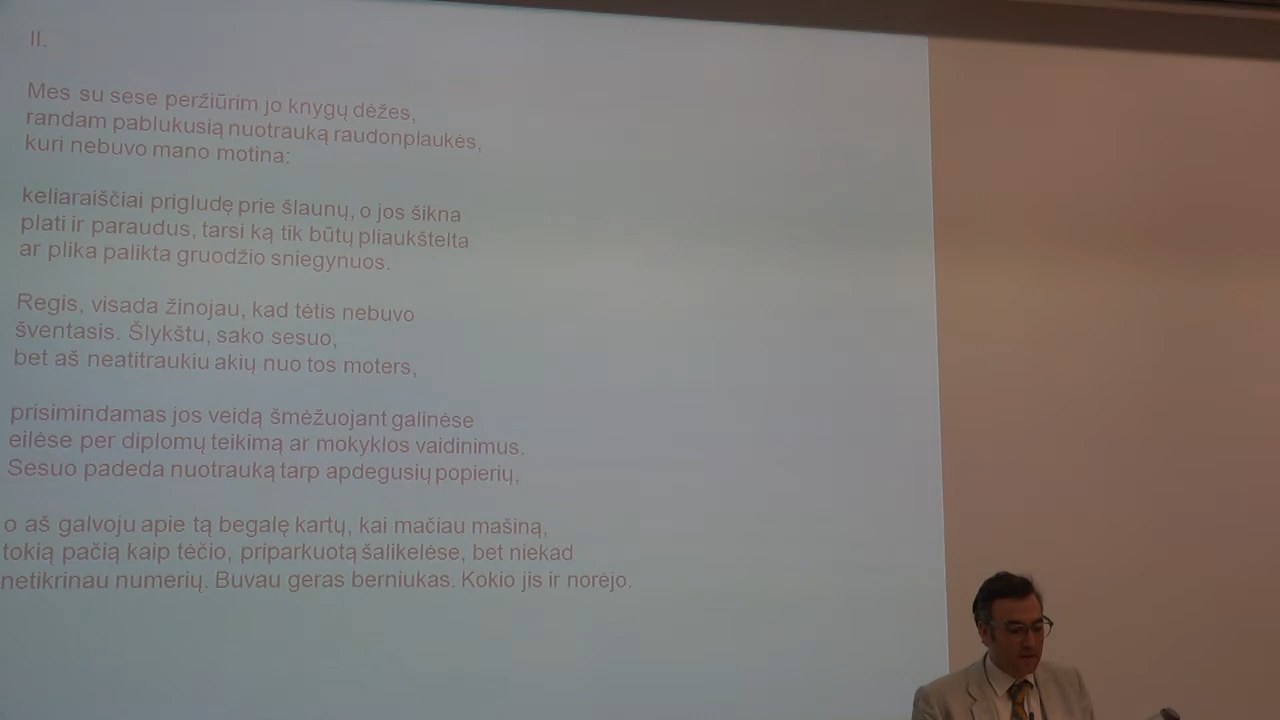 II.
Mes su sese peržiūrim jo knygų dėžes,
randam pablukusią nuotrauką raudonplaukės,
kuri nebuvo mano motina:
keliaraiščiai prigludę prie šlaunų, o jos šikna
plati ir paraudus, tarsi ką tik būtų pliaukštelta
ar plika palikta gruodžio sniegynuos.
Regis, visada žinojau, kad tėtis nebuvo
šventasis. Šlykštu, sako sesuo,
bet aš neatitraukiu akių nuo tos moters,
prisimindamas jos veidą šmėžuojant galinėse
eilėse per diplomų teikimą ar mokyklos vaidinimus.
Sesuo padeda nuotrauką tarp apdegusių popierių,
o aš galvoju apie tą begalę kartų, kai mačiau mašiną,
tokią pačią kaip tėčio, priparkuotą šalikelėse, bet niekad
netikrinau numerių. Buvau geras berniukas. Kokio jis ir norėjo.